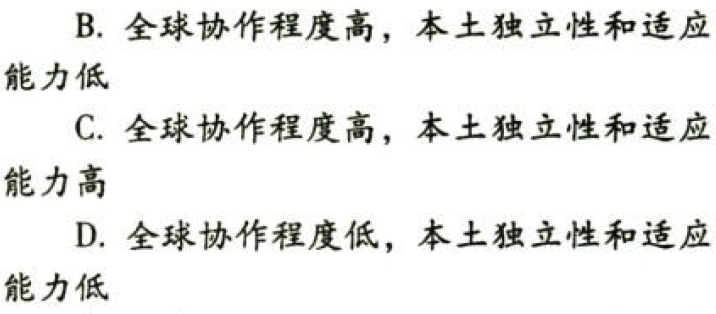 B. 全球协作程度高，本土独立性和适应
能力低
C. 全球协作程度高，本土独立性和适应
能力高
D. 全球协作程度低，本土独立性和适应
能力低